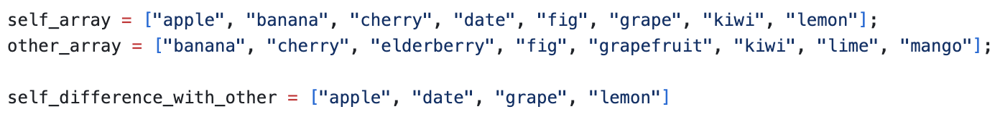 self_array = ["apple", "banana", "cherry", "date", "fig", "grape", "kiwi", "lemon"];
other_array = ["banana", "cherry", "elderberry", "fig", "grapefruit", "kiwi", "lime", "mango"];
self_difference_with_other = ["apple", "date", "grape", "lemon"]